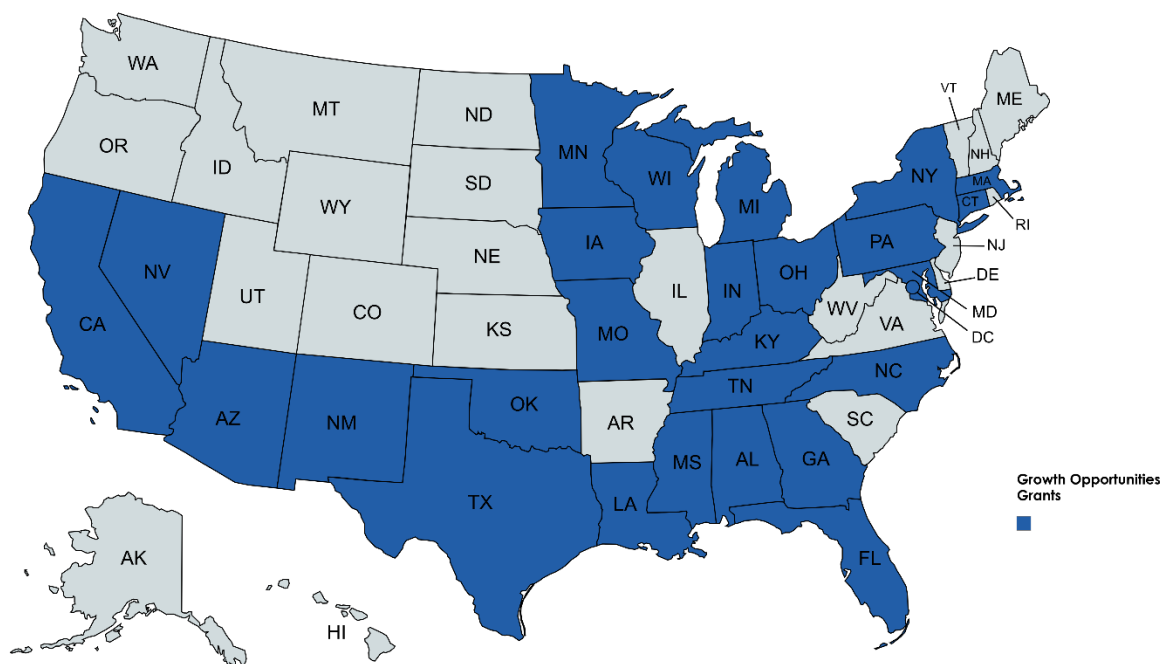 WA
MT
ND
MN
VT
ME
OR
ID
SD
WI
MI
NY
NH
MA
CT
RI
WY
IA
PA
NJ
NE
NV
UT
CO
IL
IN
OH
DE
CA
KS
MO
WV
VA
MD
DC
KY
NC
TN
AZ
NM
OK
AR
SC
TX
LA
MS
AL
GA
FL
AK
HI
Growth Opportunities
Grants